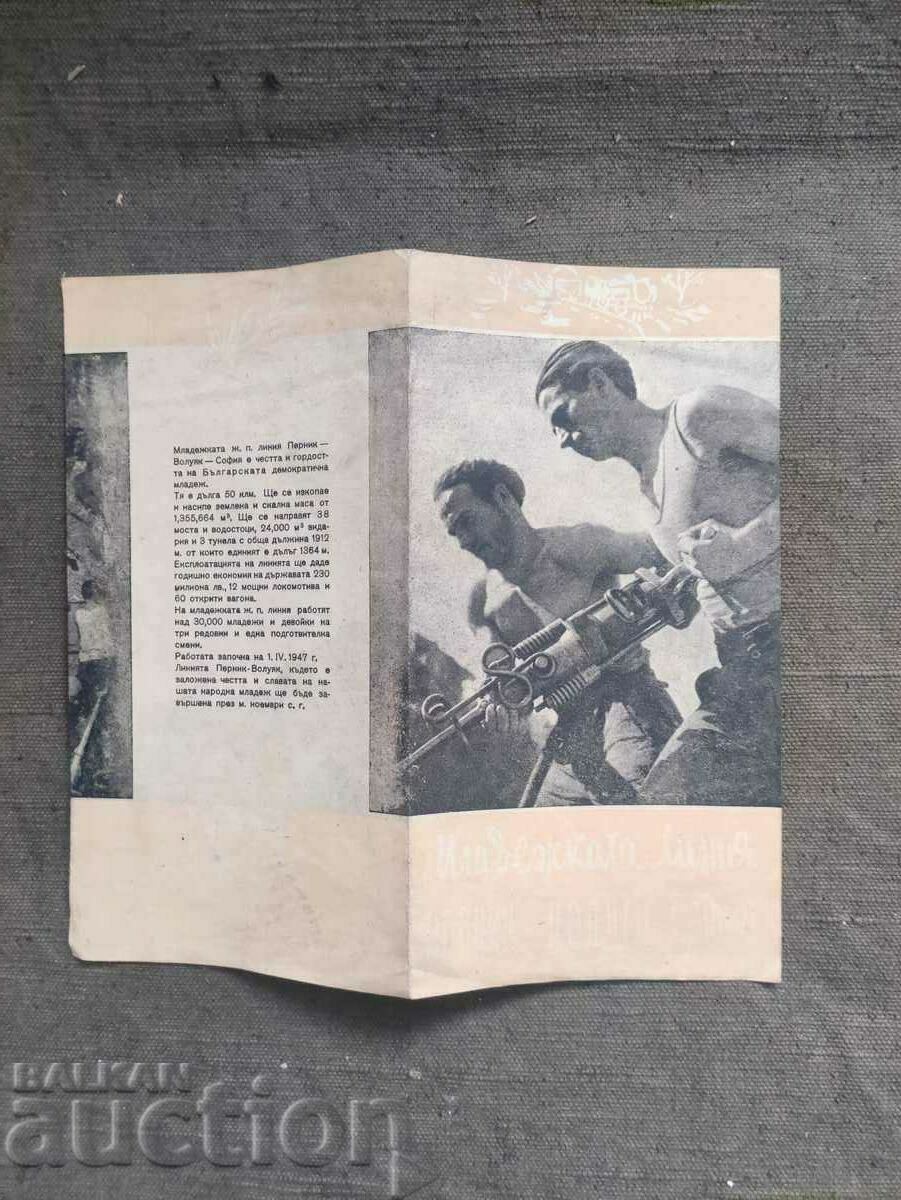 Младежката ж. п. линия Перник —
Волуяк — София е честта и гордост-
та на Българската демократична
младеж.
Тя е дълга 50 клм. Ще се изкопае
и насипе землена и скална маса от
1,355,664 м³, Ще се направят 38
моста и водостоци, 24,000 м³ зида-
рия и 3 тунела с обща дължина 1912
м. от които единият е дълъг 1364 м.
Експлоатацията на линията ще даде
годишно економия на държавата 230
милиона лв., 12 мощни локомотива и
60 открити вагона.
На младежката ж. п. линия работят
над 30,000 младежи и девойки на
три редовни и една подготвителна
смени.
Работата започна на 1. IV. 1947 г,
Линията Перник-Волуяк, където е
заложена честта и славата на на-
шата народна младеж ще бъде за-
вършена през м. ноември с. г,
Младежката линия
BALKAN
auction